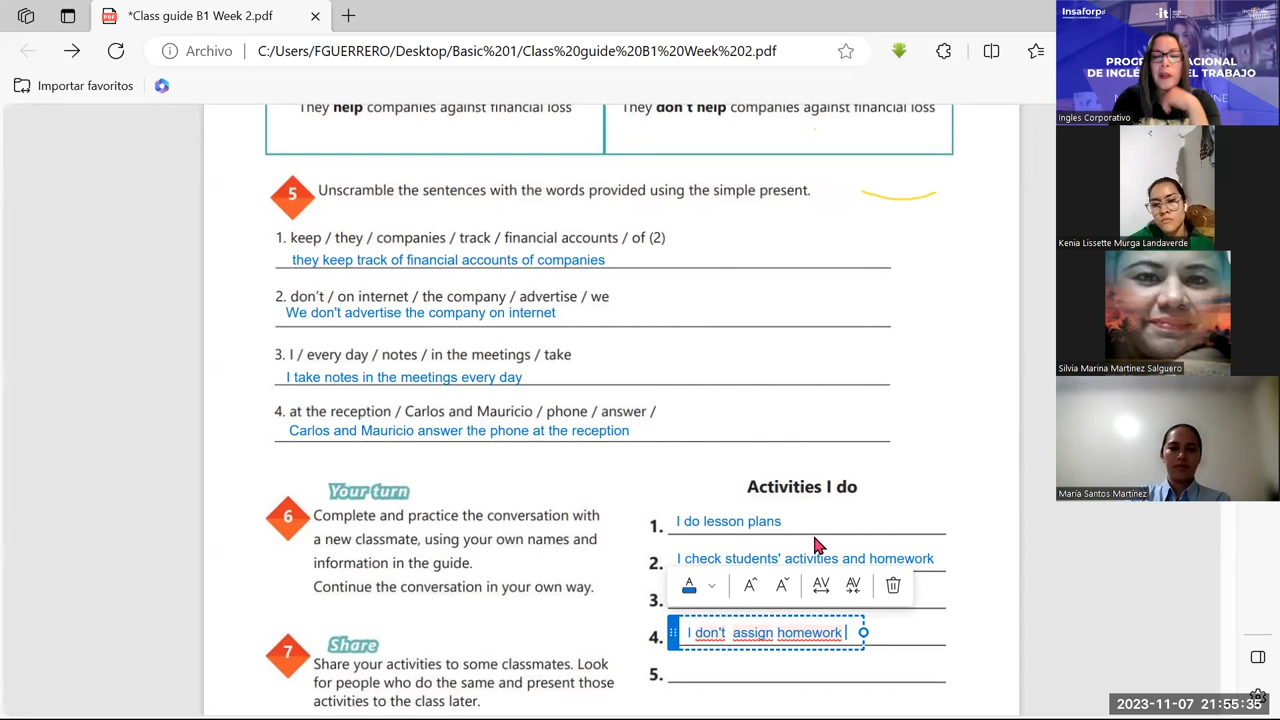 *Class guide B1 Week 2.pdf
Archivo
C:/Users/FGUERRERO/Desktop/Basic%201/Class%20guide%20B1%20Week%202.pdf
Importar favoritos
They help companies against financial loss
They don't help companies against financial loss
5 Unscramble the sentences with the words provided using the simple present.
1. keep / they / companies / track / financial accounts / of (2)
they keep track of financial accounts of companies
2. don't / on internet / the company / advertise / we
We don't advertise the company on internet
3. I / every day / notes / in the meetings / take
I take notes in the meetings every day
4. at the reception / Carlos and Mauricio / phone / answer /
Carlos and Mauricio answer the phone at the reception
Your turn
6 Complete and practice the conversation with
a new classmate, using your own names and
information in the guide.
Continue the conversation in your own way.
Share
7 Share your activities to some classmates. Look
for people who do the same and present those
activities to the class later.
Activities I do
1. I do lesson plans
2. I check students' activities and homework
3.
4. I don't assign homework
5.
Insaforp
Ingles Corporativo
Kenia Lissette Murga Landaverde
Silvia Marina Martinez Salguero
María Santos Martínez
2023-11-07 21:55:35